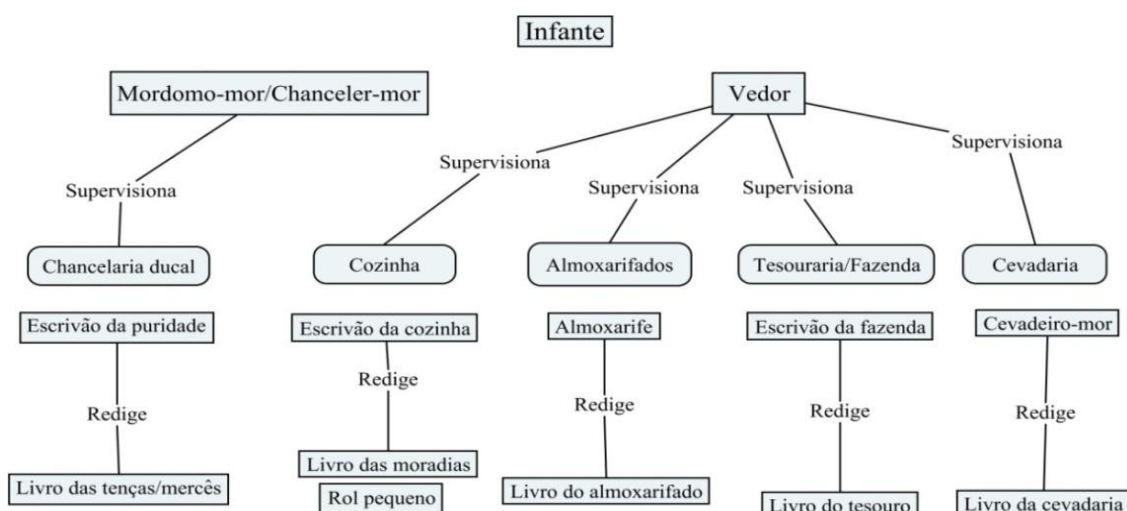 Infante
Mordomo-mor/Chanceler-mor
Vedor
Supervisiona
Supervisiona
Supervisiona
Supervisiona
Supervisiona
Chancelaria ducal
Cozinha
Almoxarifados
Tesouraria/Fazenda
Cevadaria
Escrivão da puridade
Escrivão da cozinha
Almoxarife
Escrivão da fazenda
Cevadeiro-mor
Redige
Redige
Redige
Redige
Redige
Livro das tenças/mercês
Livro das moradias
Rol pequeno
Livro do almoxarifado
Livro do tesouro
Livro da cevadaria